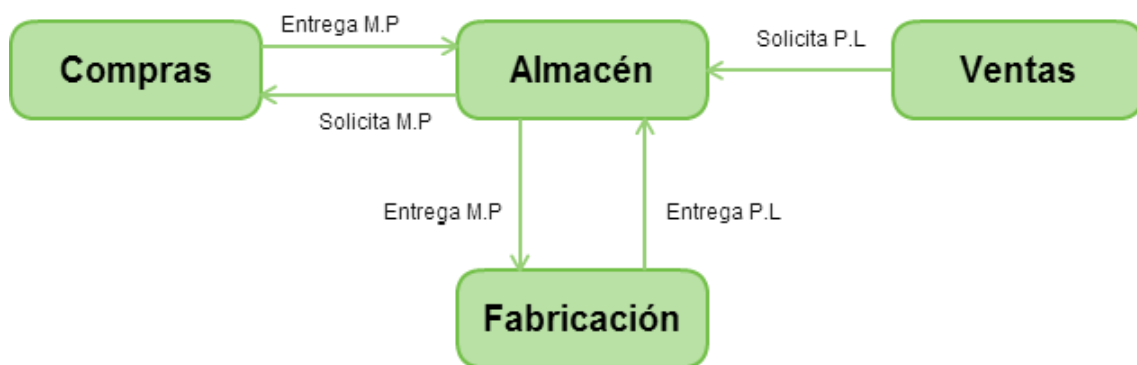 Entrega M.P
Solicita P.L
Compras
Almacén
Ventas
Solicita M.P
Entrega M.P
Entrega P.L
Fabricación